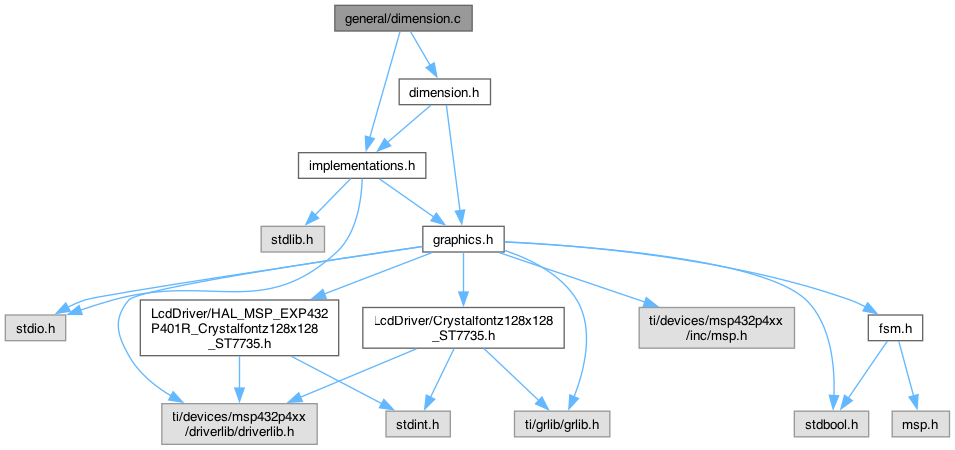 general/dimension.c
dimension.h
implementations.h
stdlib.h
graphics.h
stdio.h
LcdDriver/HAL_MSP_EXP432
P401R_Crystalfontz128x128
_ST7735.h
LcdDriver/Crystalfontz128x128
_ST7735.h
ti/devices/msp432p4xx
/inc/msp.h
fsm.h
ti/devices/msp432p4xx
/driverlib/driverlib.h
stdint.h
ti/grlib/grlib.h
stdbool.h
msp.h